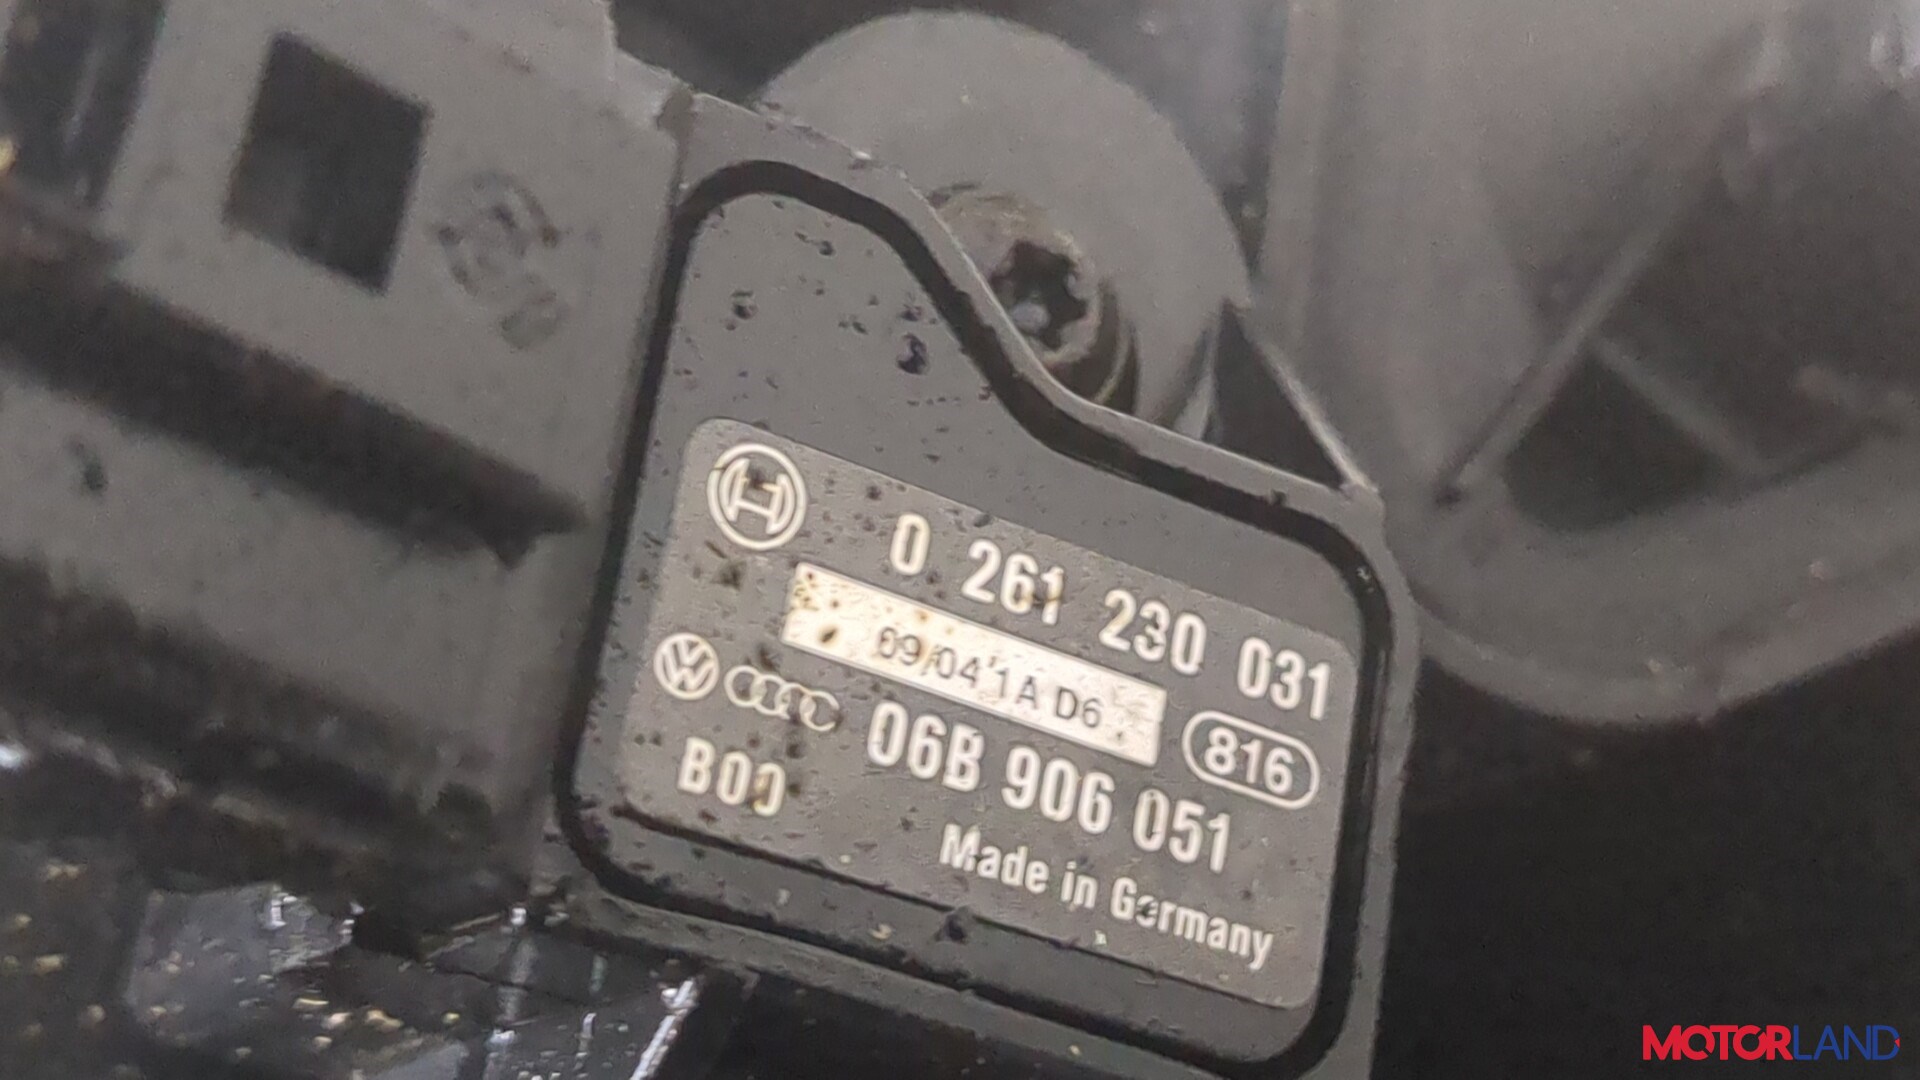 0 261 230 031
09/04'1A D6
816
06B 906 051
B00
Made in Germany
MOTORLAND